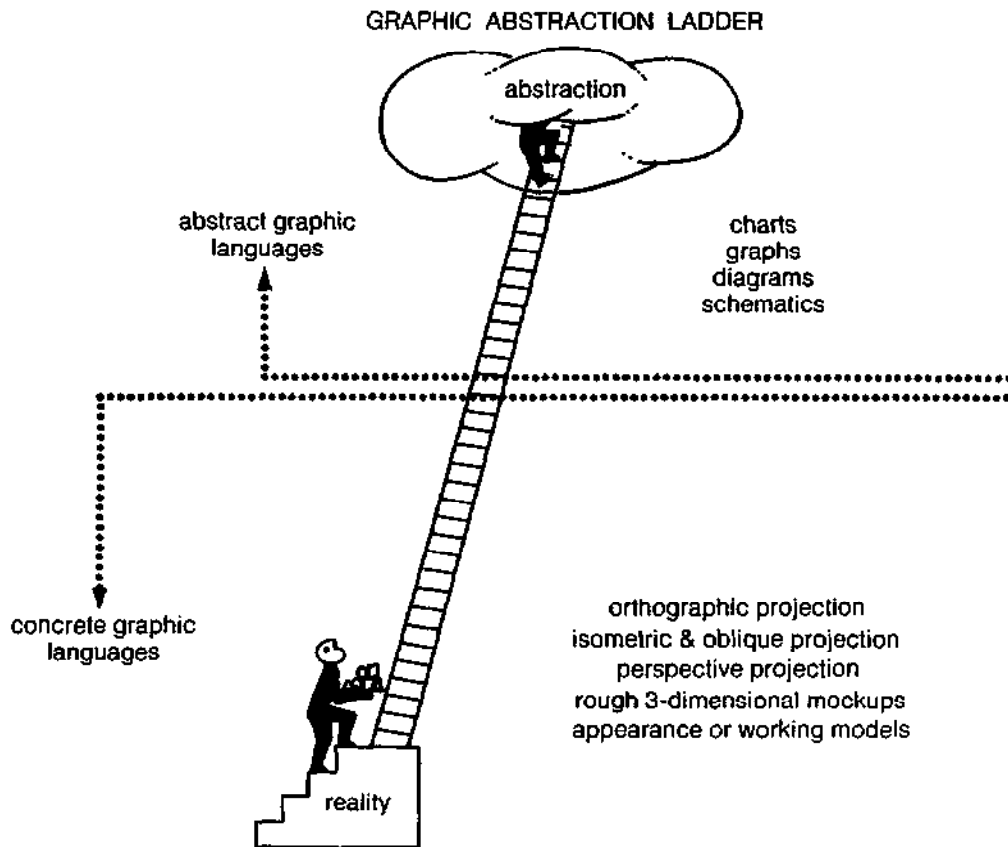 GRAPHIC ABSTRACTION LADDER
abstraction
abstract graphic
languages
charts
graphs
diagrams
schematics
concrete graphic
languages
orthographic projection
isometric & oblique projection
perspective projection
rough 3-dimensional mockups
appearance or working models
reality